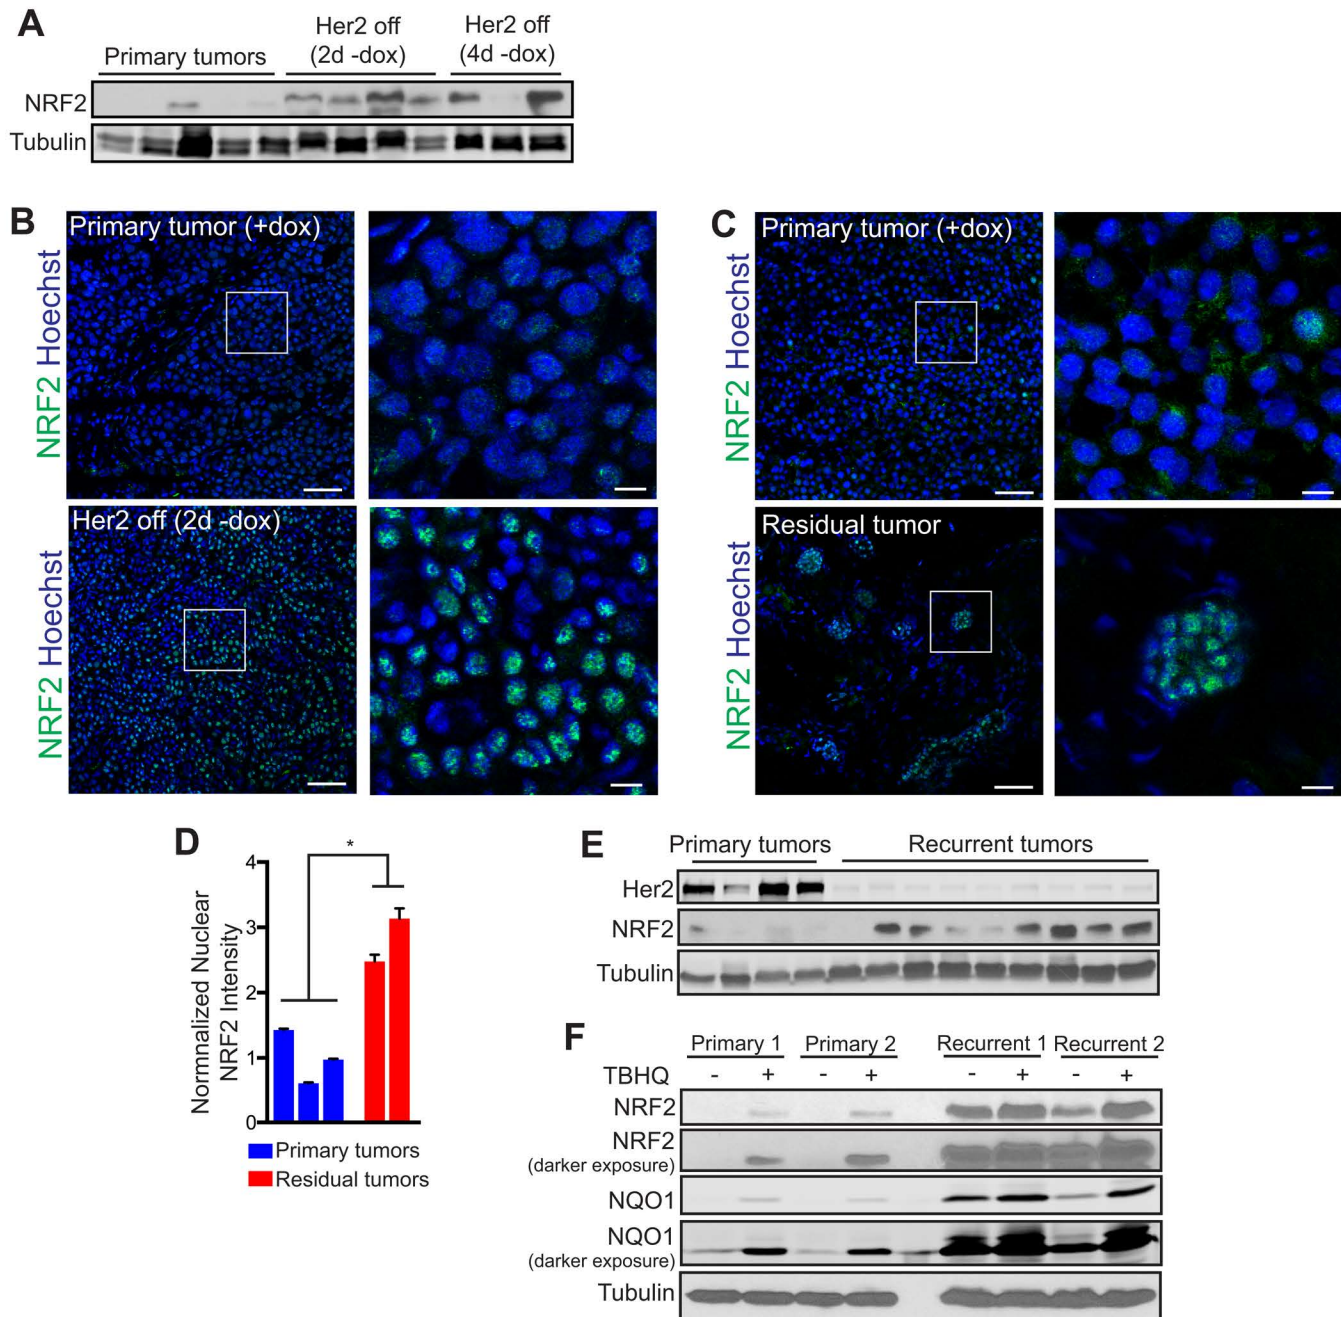 A
Primary tumors
Her2 off
(2d -dox)
Her2 off
(4d -dox)
NRF2
Tubulin
B
NRF2 Hoechst
Primary tumor (+dox)
NRF2 Hoechst
Her2 off (2d -dox)
C
NRF2 Hoechst
Primary tumor (+dox)
NRF2 Hoechst
Residual tumor
D
Normnalized Nuclear
NRF2 Intensity
4
3
2
1
0
*
Primary tumors
Residual tumors
E
Primary tumors
Recurrent tumors
Her2
NRF2
Tubulin
F
Primary 1 Primary 2 Recurrent 1 Recurrent 2
TBHQ - + - + - + - +
NRF2
NRF2
(darker exposure)
NQO1
NQO1
(darker exposure)
Tubulin